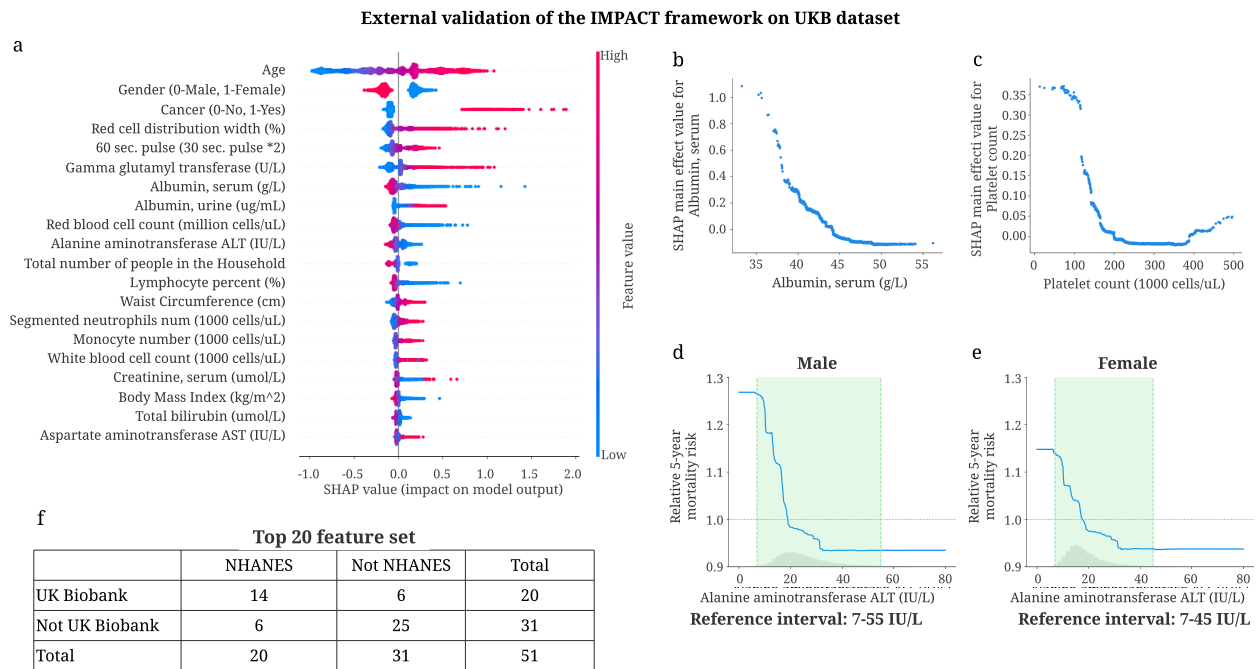 External validation of the IMPACT framework on UKB dataset
a
Age
Gender (0-Male, 1-Female)
Cancer (0-No, 1-Yes)
Red cell distribution width (%)
60 sec. pulse (30 sec. pulse *2)
Gamma glutamyl transferase (U/L)
Albumin, serum (g/L)
Albumin, urine (ug/mL)
Red blood cell count (million cells/uL)
Alanine aminotransferase ALT (IU/L)
Total number of people in the Household
Lymphocyte percent (%)
Waist Circumference (cm)
Segmented neutrophils num (1000 cells/uL)
Monocyte number (1000 cells/uL)
White blood cell count (1000 cells/uL)
Creatinine, serum (umol/L)
Body Mass Index (kg/m^2)
Total bilirubin (umol/L)
Aspartate aminotransferase AST (IU/L)
-1.0 -0.5 0.0 0.5 1.0 1.5 2.0
SHAP value (impact on model output)
High
Feature value
Low
b
SHAP main effect value for
Albumin, serum
1.0
0.8
0.6
0.4
0.2
0.0
35 40 45 50 55
Albumin, serum (g/L)
c
SHAP main effecti value for
Platelet count
0.35
0.30
0.25
0.20
0.15
0.10
0.05
0.00
0 100 200 300 400 500
Platelet count (1000 cells/uL)
d
Male
Relative 5-year
mortality risk
1.3
1.2
1.1
1.0
0.9
0 20 40 60 80
Alanine aminotransferase ALT (IU/L)
Reference interval: 7-55 IU/L
e
Female
Relative 5-year
mortality risk
1.3
1.2
1.1
1.0
0.9
0 20 40 60 80
Alanine aminotransferase ALT (IU/L)
Reference interval: 7-45 IU/L
f
Top 20 feature set
NHANES Not NHANES Total
UK Biobank 14 6 20
Not UK Biobank 6 25 31
Total 20 31 51